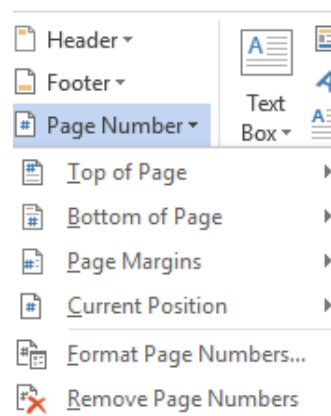 Header
Footer
Page Number
Text
Box
Top of Page
Bottom of Page
Page Margins
Current Position
Format Page Numbers...
Remove Page Numbers